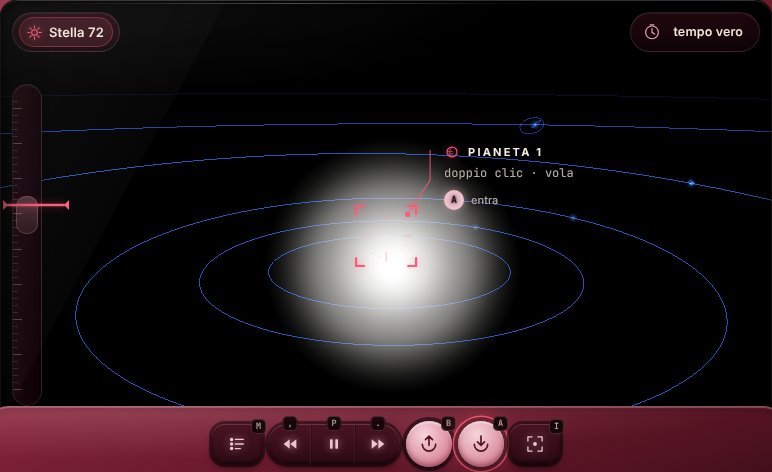 Stella 72
tempo vero
PIANETA 1
doppio clic · vola
A entra
M , P . B A I